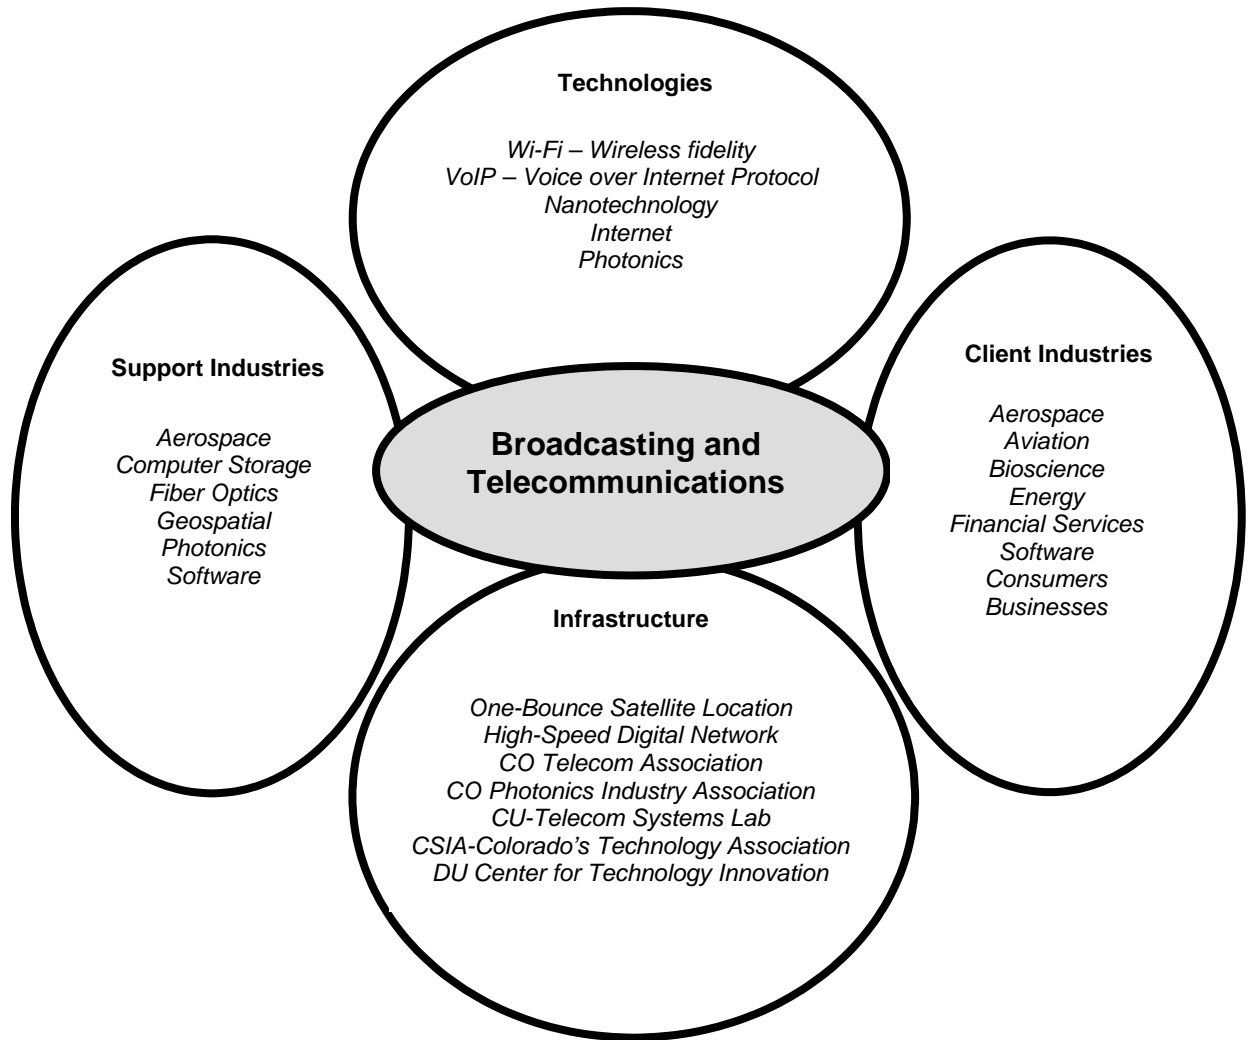 Technologies
Wi-Fi – Wireless fidelity
VoIP – Voice over Internet Protocol
Nanotechnology
Internet
Photonics
Support Industries
Aerospace
Computer Storage
Fiber Optics
Geospatial
Photonics
Software
Broadcasting and
Telecommunications
Client Industries
Aerospace
Aviation
Bioscience
Energy
Financial Services
Software
Consumers
Businesses
Infrastructure
One-Bounce Satellite Location
High-Speed Digital Network
CO Telecom Association
CO Photonics Industry Association
CU-Telecom Systems Lab
CSIA-Colorado’s Technology Association
DU Center for Technology Innovation